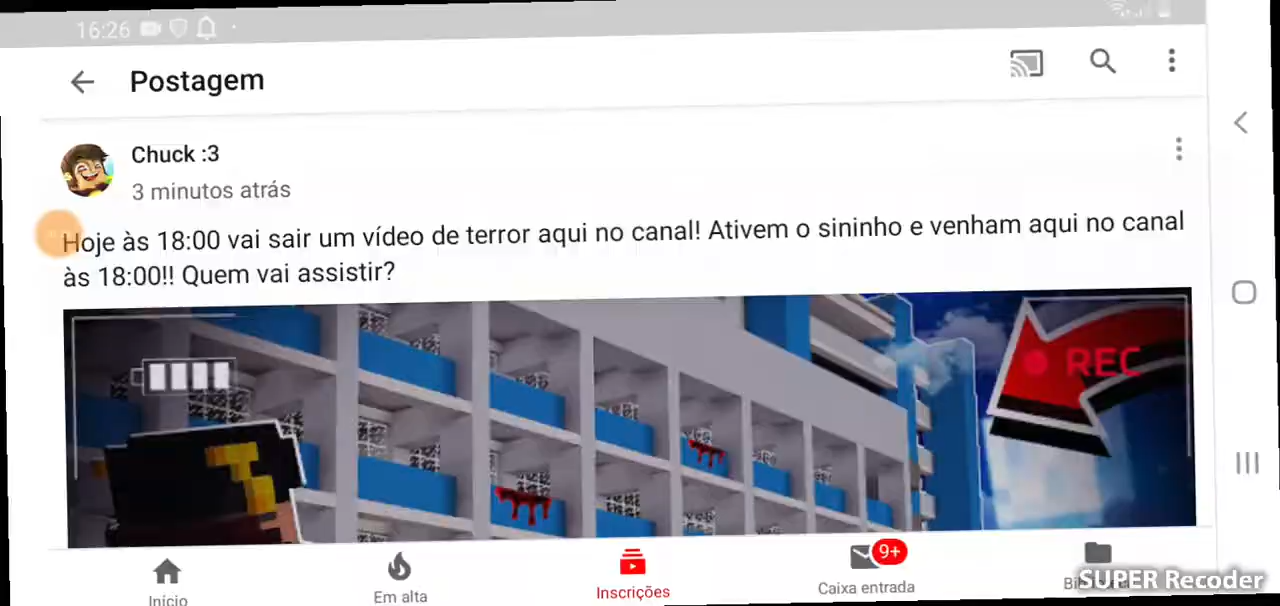 16:26
Postagem
Chuck :3
3 minutos atrás
Hoje às 18:00 vai sair um vídeo de terror aqui no canal! Ativem o sininho e venham aqui no canal
às 18:00!! Quem vai assistir?
REC
Início
Em alta
Inscrições
9+
Caixa entrada
SUPER Recoder